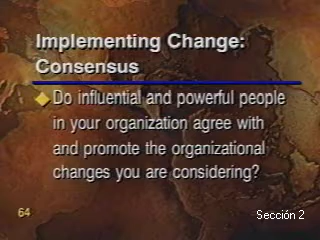 Implementing Change:
Consensus
Do influential and powerful people
in your organization agree with
and promote the organizational
changes you are considering?
64
Sección 2